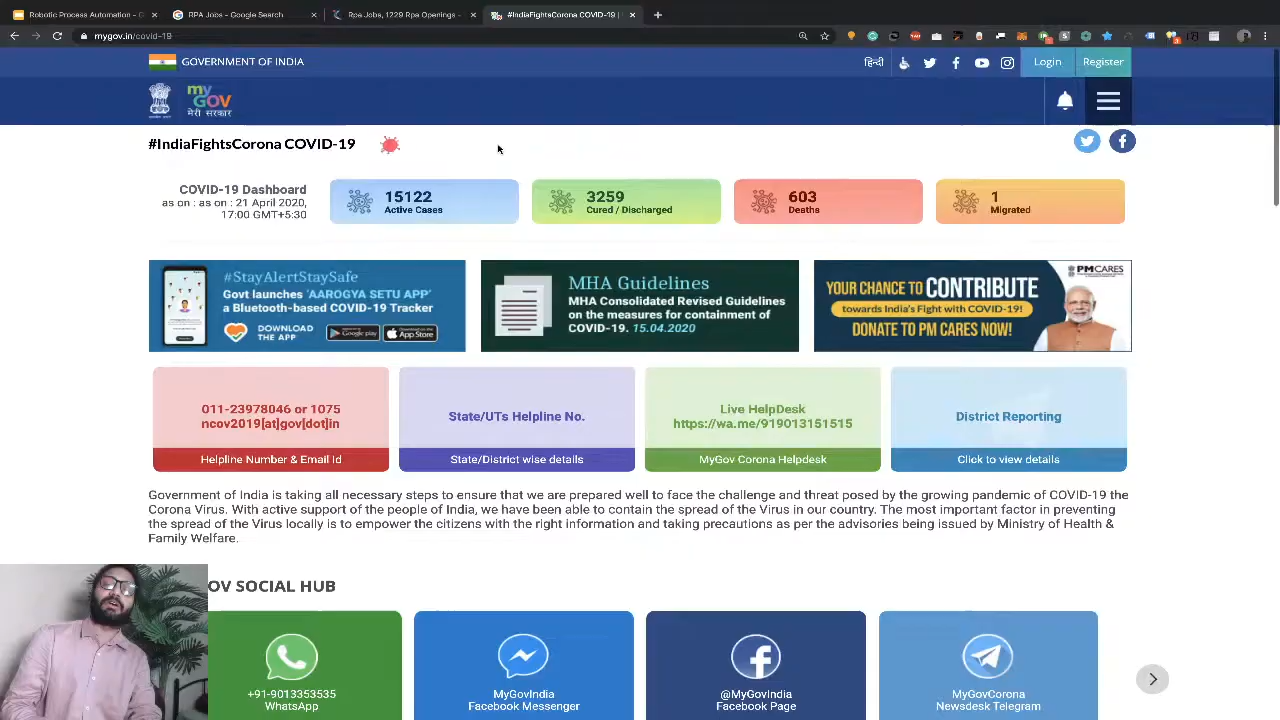 Robotic Process Automation - G
RPA Jobs - Google Search
Rpa Jobs, 1229 Rpa Openings -
#IndiaFightsCorona COVID-19 |
mygov.in/covid-19
GOVERNMENT OF INDIA
हिन्दी
Login
Register
my
GOV
मेरी सरकार
#IndiaFightsCorona COVID-19
COVID-19 Dashboard
as on : as on : 21 April 2020,
17:00 GMT+5:30
15122
Active Cases
3259
Cured / Discharged
603
Deaths
1
Migrated
#StayAlertStaySafe
Govt launches 'AAROGYA SETU APP'
a Bluetooth-based COVID-19 Tracker
DOWNLOAD
THE APP
Google play
App Store
MHA Guidelines
MHA Consolidated Revised Guidelines
on the measures for containment of
COVID-19. 15.04.2020
PMCARES
YOUR CHANCE TO CONTRIBUTE
towards India's Fight with COVID-19!
DONATE TO PM CARES NOW!
011-23978046 or 1075
ncov2019[at]gov[dot]in
Helpline Number & Email Id
State/UTs Helpline No.
State/District wise details
Live HelpDesk
https://wa.me/919013151515
MyGov Corona Helpdesk
District Reporting
Click to view details
Government of India is taking all necessary steps to ensure that we are prepared well to face the challenge and threat posed by the growing pandemic of COVID-19 the
Corona Virus. With active support of the people of India, we have been able to contain the spread of the Virus in our country. The most important factor in preventing
the spread of the Virus locally is to empower the citizens with the right information and taking precautions as per the advisories being issued by Ministry of Health &
Family Welfare.
OV SOCIAL HUB
+91-9013353535
WhatsApp
MyGovIndia
Facebook Messenger
@MyGovIndia
Facebook Page
MyGovCorona
Newsdesk Telegram